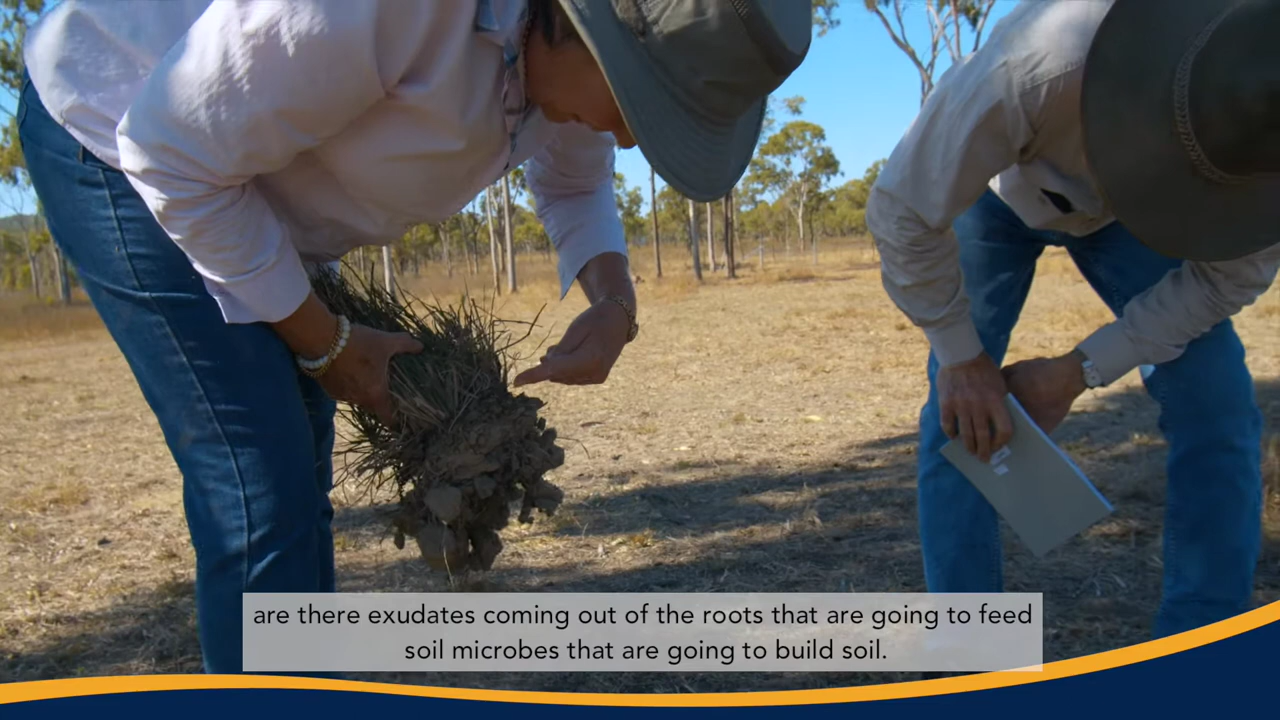 are there exudates coming out of the roots that are going to feed
soil microbes that are going to build soil.